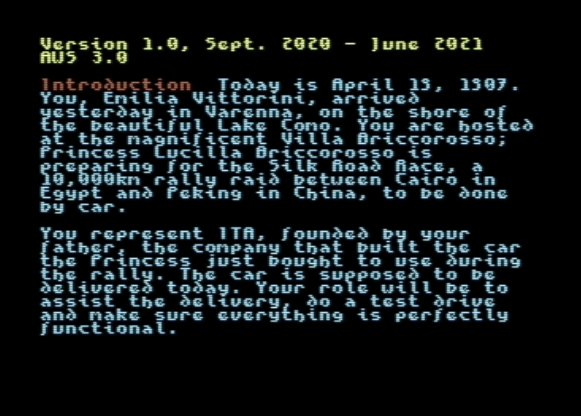 Version 1.0, Sept. 2020 - June 2021
AWS 3.0
Introduction  Today is April 13, 1907.
You, Emilia Vittorini, arrived
yesterday in Varenna, on the shore of
the beautiful Lake Como. You are hosted
at the magnificent Villa Briccorosso;
Princess Lucilla Briccorosso is
preparing for the Silk Road Race, a
10,000km rally raid between Cairo in
Egypt and Peking in China, to be done
by car.
You represent ITA, founded by your
father, the company that built the car
the Princess just bought to use during
the rally. The car is supposed to be
delivered today. Your role will be to
assist the delivery, do a test drive
and make sure everything is perfectly
functional.